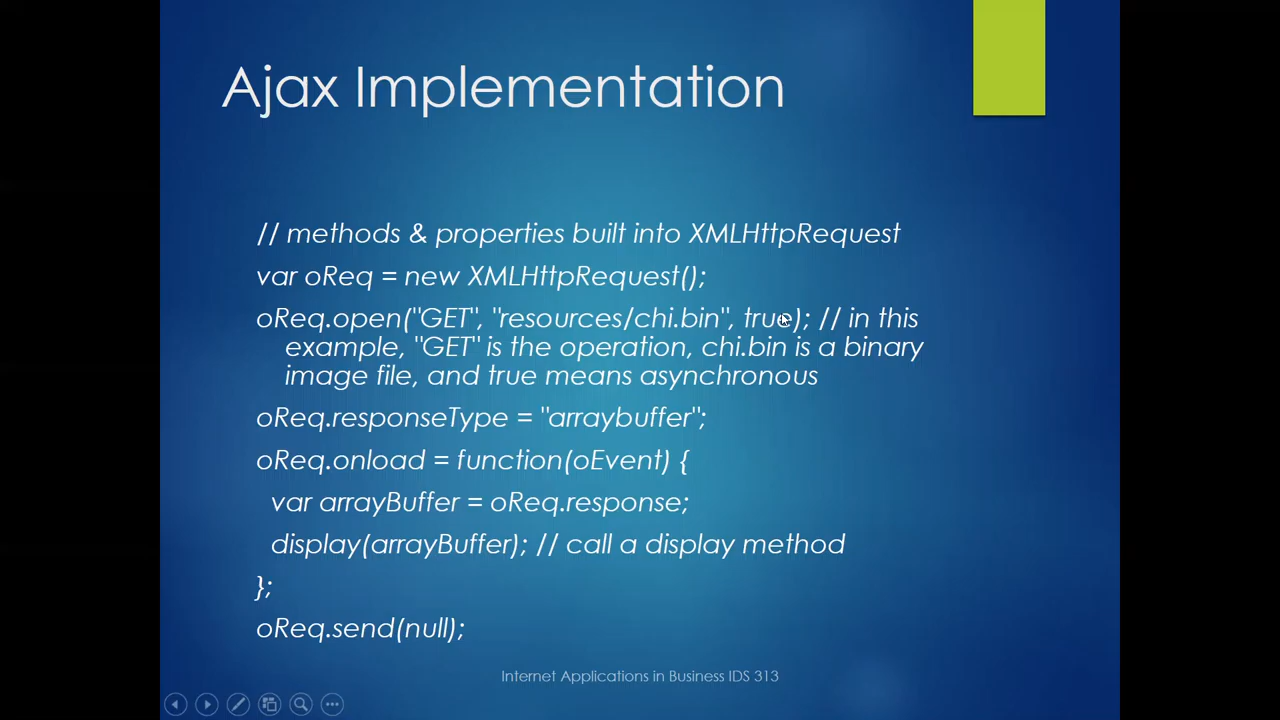 Ajax Implementation
// methods & properties built into XMLHttpRequest
var oReq = new XMLHttpRequest();
oReq.open("GET", "resources/chi.bin", true); // in this
example, "GET" is the operation, chi.bin is a binary
image file, and true means asynchronous
oReq.responseType = "arraybuffer";
oReq.onload = function(oEvent) {
var arrayBuffer = oReq.response;
display(arrayBuffer); // call a display method
};
oReq.send(null);
Internet Applications in Business IDS 313